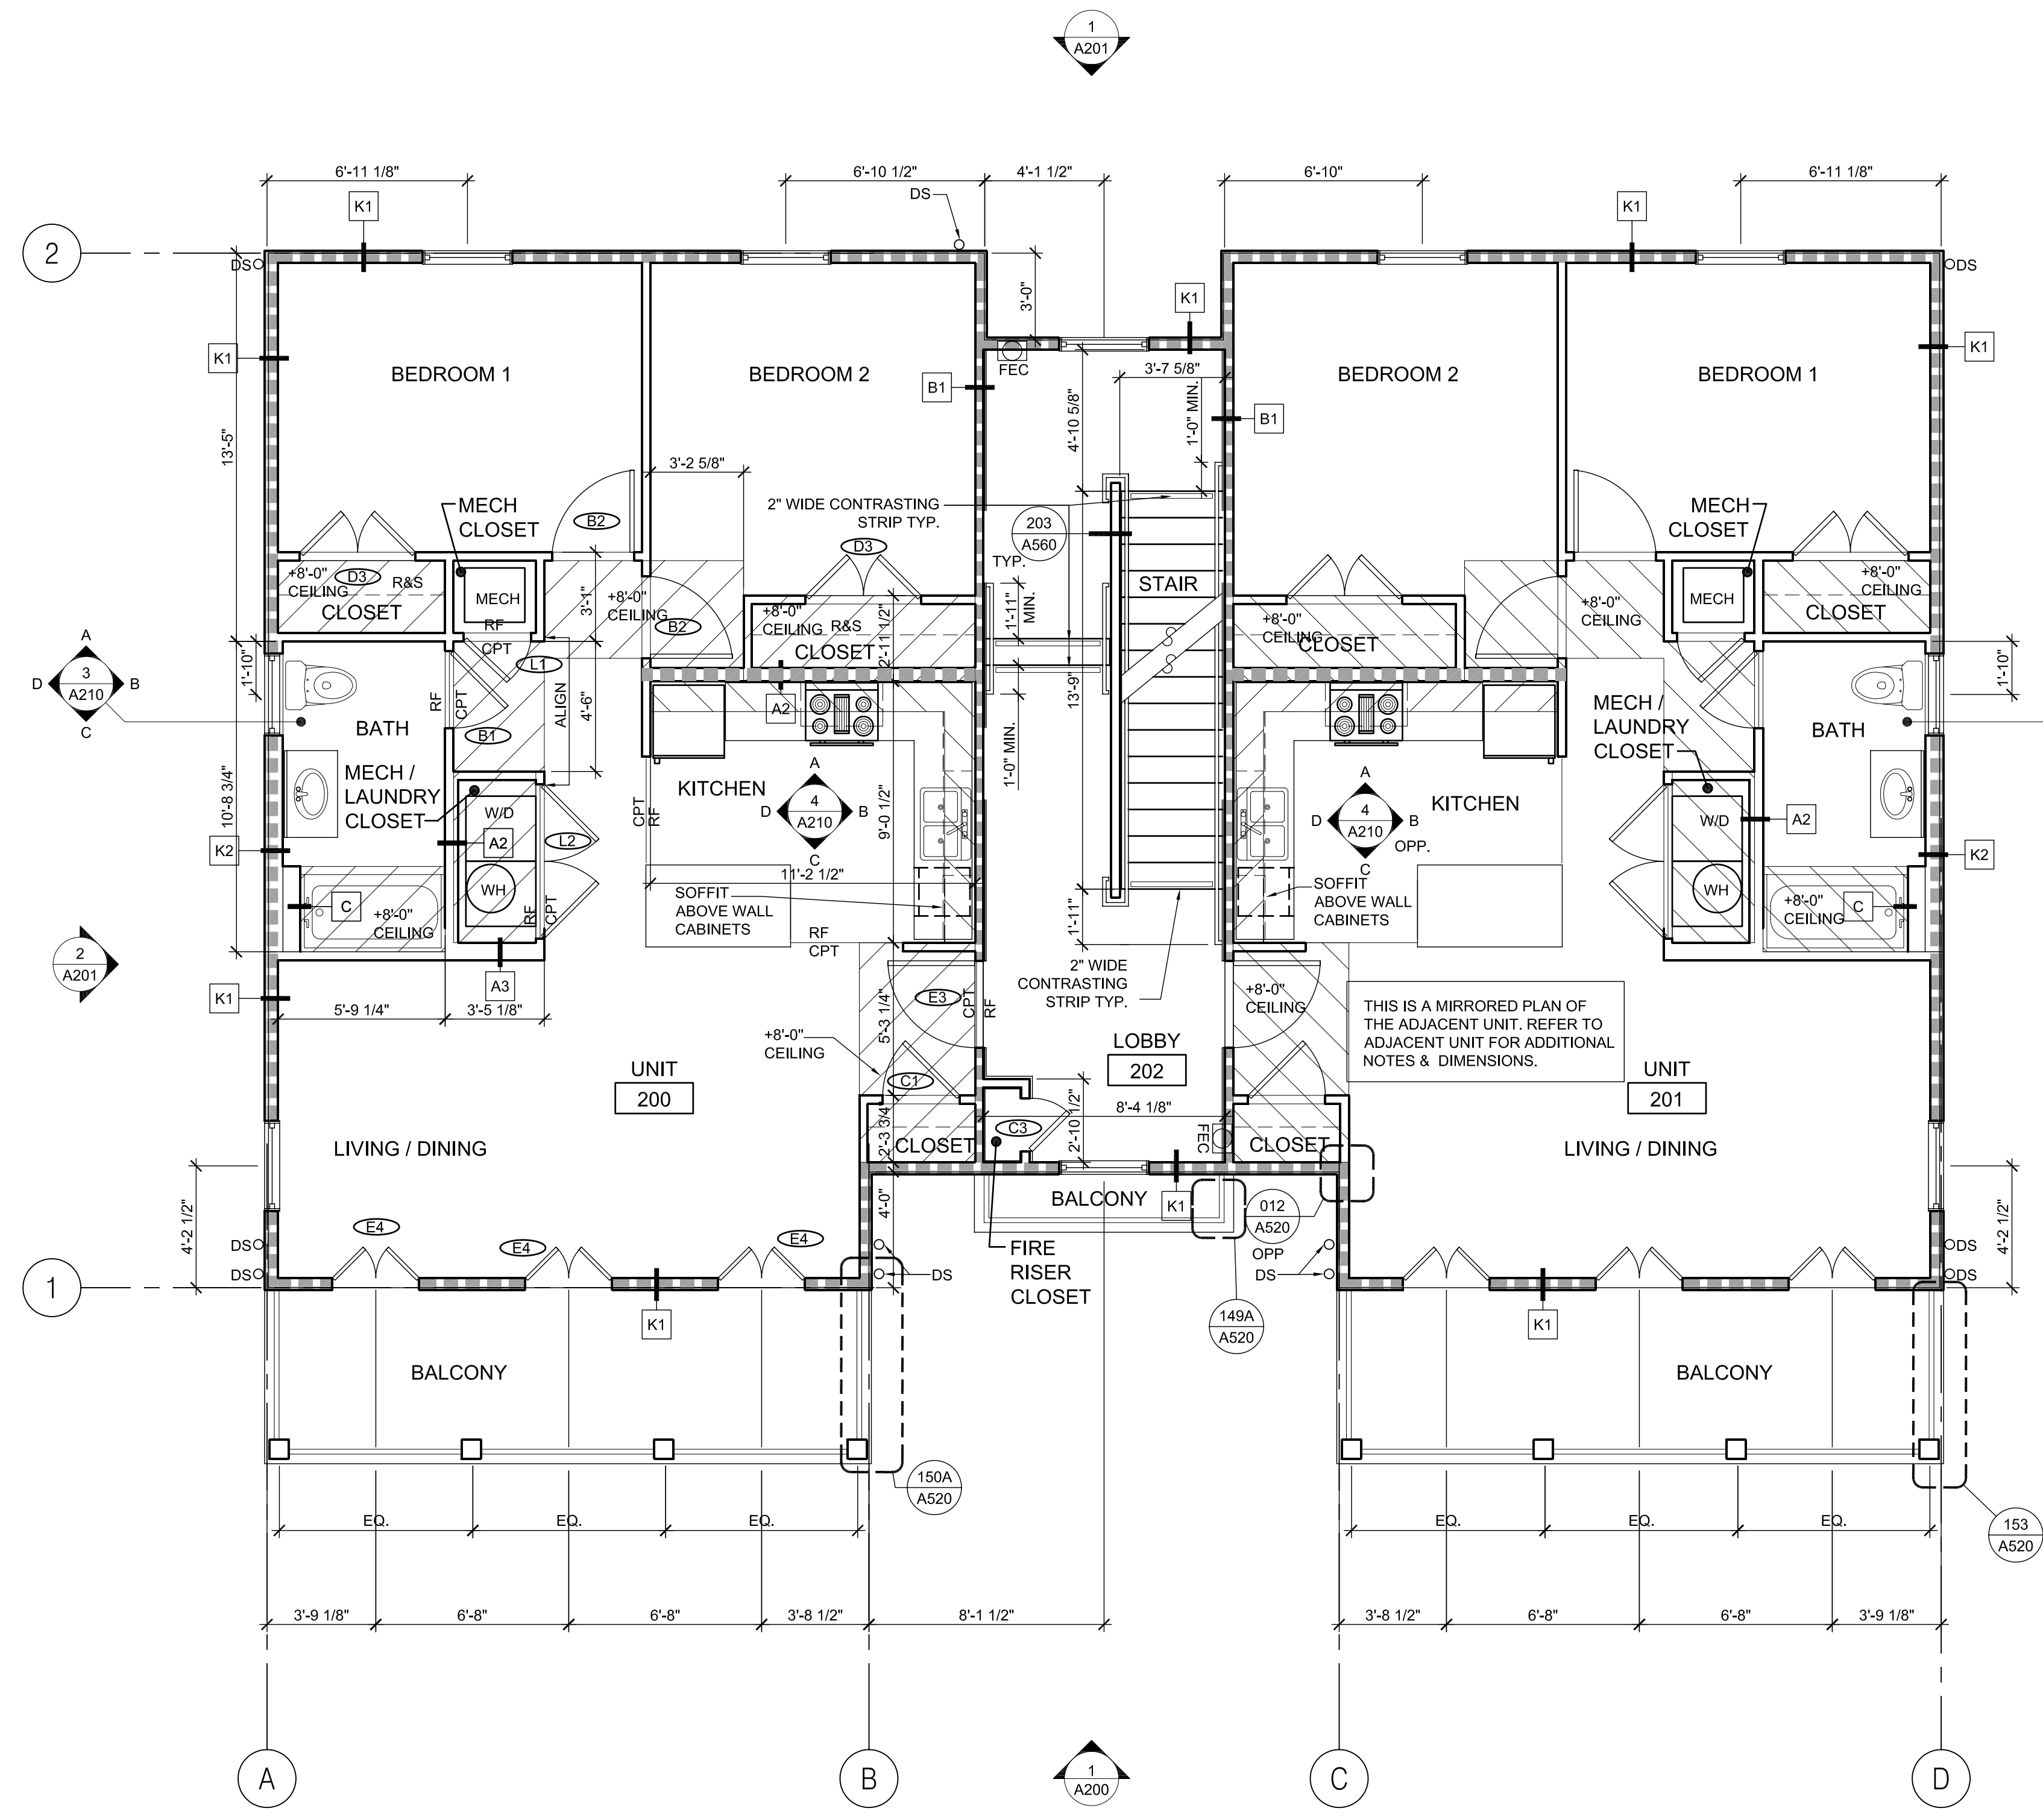 1
A201
6'-11 1/8"
6'-10 1/2"
4'-1 1/2"
6'-10"
6'-11 1/8"
K1
DS
K1
2
DS
DS
3'-0"
K1
K1
BEDROOM 1
BEDROOM 2
FEC
B1
3'-7 5/8"
4'-10 5/8"
1'-0" MIN.
B1
BEDROOM 2
BEDROOM 1
K1
13'-5"
3'-2 5/8"
MECH
CLOSET
B2
2" WIDE CONTRASTING
STRIP TYP.
203
A560
D3
TYP.
MECH
CLOSET
+8'-0"
CEILING
D3
R&S
CLOSET
MECH
RF
CPT
3'-1"
+8'-0"
CEILING
B2
+8'-0"
CEILING
R&S
CLOSET
2'-11 1/2"
1'-11"
MIN.
STAIR
+8'-0"
CEILING
CLOSET
+8'-0"
CEILING
MECH
+8'-0"
CEILING
CLOSET
A
D
3
A210
B
C
1'-10"
L1
RF
CPT
ALIGN
4'-6"
A2
13'-9"
1'-0" MIN.
BATH
B1
MECH /
LAUNDRY
CLOSET
MECH /
LAUNDRY
CLOSET
BATH
1'-10"
10'-8 3/4"
K2
W/D
A2
L2
WH
RF
CPT
CPT
RF
KITCHEN
A
D
4
A210
B
C
9'-0 1/2"
11'-2 1/2"
A
D
4
A210
B
OPP.
C
KITCHEN
W/D
A2
K2
WH
C
+8'-0"
CEILING
SOFFIT
ABOVE WALL
CABINETS
SOFFIT
ABOVE WALL
CABINETS
+8'-0"
CEILING
C
RF
CPT
1'-11"
2
A201
K1
A3
5'-9 1/4"
3'-5 1/8"
E3
5'-3 1/4"
CPT
RF
2" WIDE
CONTRASTING
STRIP TYP.
+8'-0"
CEILING
THIS IS A MIRRORED PLAN OF
THE ADJACENT UNIT. REFER TO
ADJACENT UNIT FOR ADDITIONAL
NOTES & DIMENSIONS.
+8'-0"
CEILING
LOBBY
202
UNIT
200
C1
UNIT
201
2'-3 3/4"
CLOSET
C3
2'-10 1/2"
8'-4 1/8"
FEC
CLOSET
LIVING / DINING
LIVING / DINING
4'-2 1/2"
4'-0"
BALCONY
K1
012
A520
OPP
4'-2 1/2"
E4
E4
E4
DS
DS
DS
FIRE
RISER
CLOSET
DS
DS
DS
1
K1
149A
A520
K1
BALCONY
BALCONY
150A
A520
EQ.
EQ.
EQ.
EQ.
EQ.
EQ.
153
A520
3'-9 1/8"
6'-8"
6'-8"
3'-8 1/2"
8'-1 1/2"
3'-8 1/2"
6'-8"
6'-8"
3'-9 1/8"
A
B
1
A200
C
D